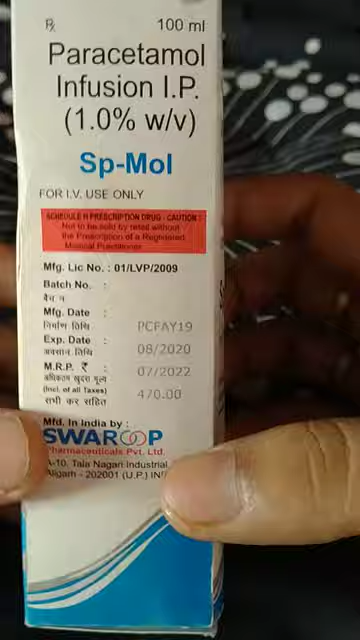 Rx 100 ml
Paracetamol
Infusion I.P.
(1.0% w/v)
Sp-Mol
FOR I.V. USE ONLY
SCHEDULE H PRESCRIPTION DRUG - CAUTION :
Not to be sold by retail without
the Prescription of a Registered
Medical Practitioner
Mfg. Lic No. : 01/LVP/2009
Batch No. :
बैच नं
Mfg. Date :
निर्माण तिथि PCFAY19
Exp. Date :
अवसान तिथि 08/2020
M.R.P. ₹ :
अधिकतम खुदरा मूल्य 07/2022
(Incl. of all Taxes)
सभी कर सहित 470.00
Mfd. In India by :
SWAROOP
Pharmaceuticals Pvt. Ltd.
A-10, Tala Nagari Industrial
Aligarh - 202001 (U.P.)